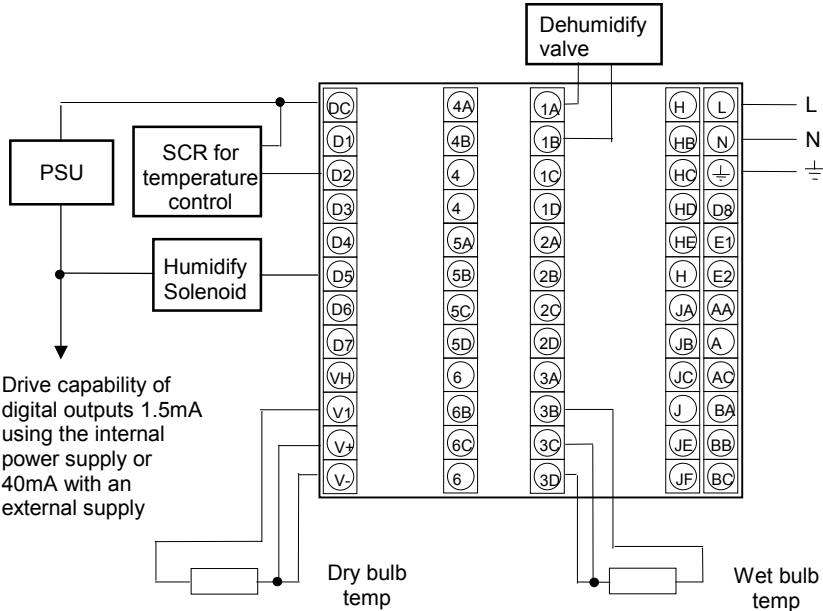 Dehumidify
valve
DC 4A 1A H L L
D1 4B 1B HB N N
PSU
SCR for
temperature
control
D2 4 1C HC
D3 4 1D HD D8
D4 5A 2A HE E1
Humidify
Solenoid
D5 5B 2B H E2
D6 5C 2C JA AA
D7 5D 2D JB A
VH 6 3A JC AC
V1 6B 3B J BA
V+ 6C 3C JE BB
V- 6 3D JF BC
Drive capability of
digital outputs 1.5mA
using the internal
power supply or
40mA with an
external supply
Dry bulb
temp
Wet bulb
temp